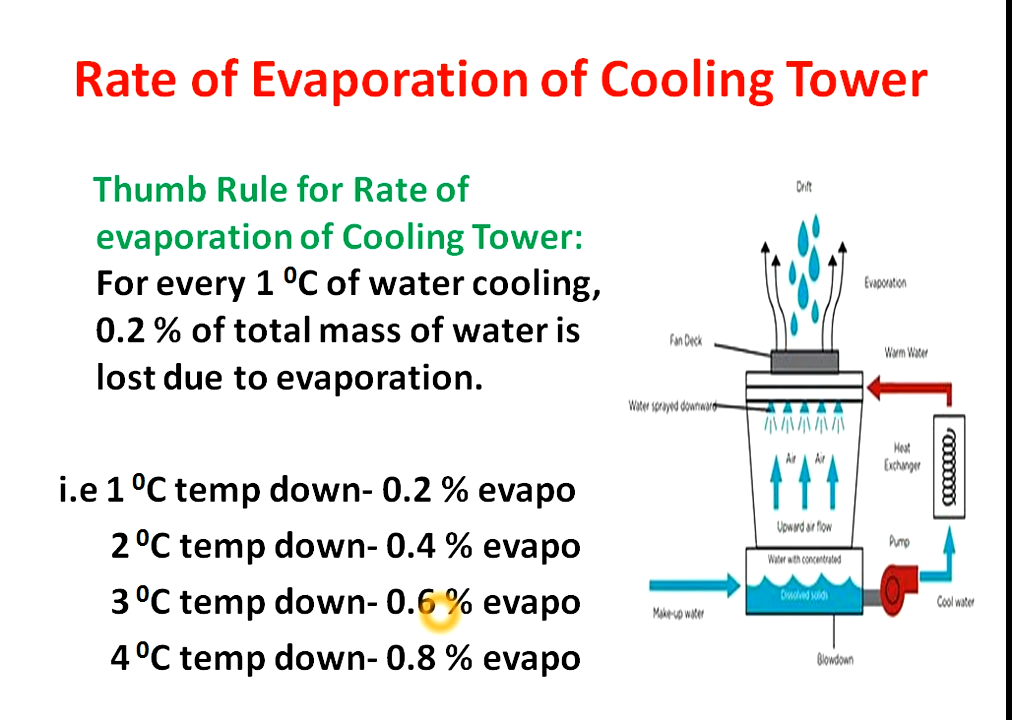 Rate of Evaporation of Cooling Tower
Thumb Rule for Rate of
evaporation of Cooling Tower:
For every 1 ⁰C of water cooling,
0.2 % of total mass of water is
lost due to evaporation.
i.e 1 ⁰C temp down- 0.2 % evapo
2 ⁰C temp down- 0.4 % evapo
3 ⁰C temp down- 0.6 % evapo
4 ⁰C temp down- 0.8 % evapo
Drift
Evaporation
Fan Deck
Warm Water
Water sprayed downward
Air Air
Heat
Exchanger
Upward air flow
Pump
Water with concentrated
Dissolved solids
Make-up water
Cool water
Blowdown